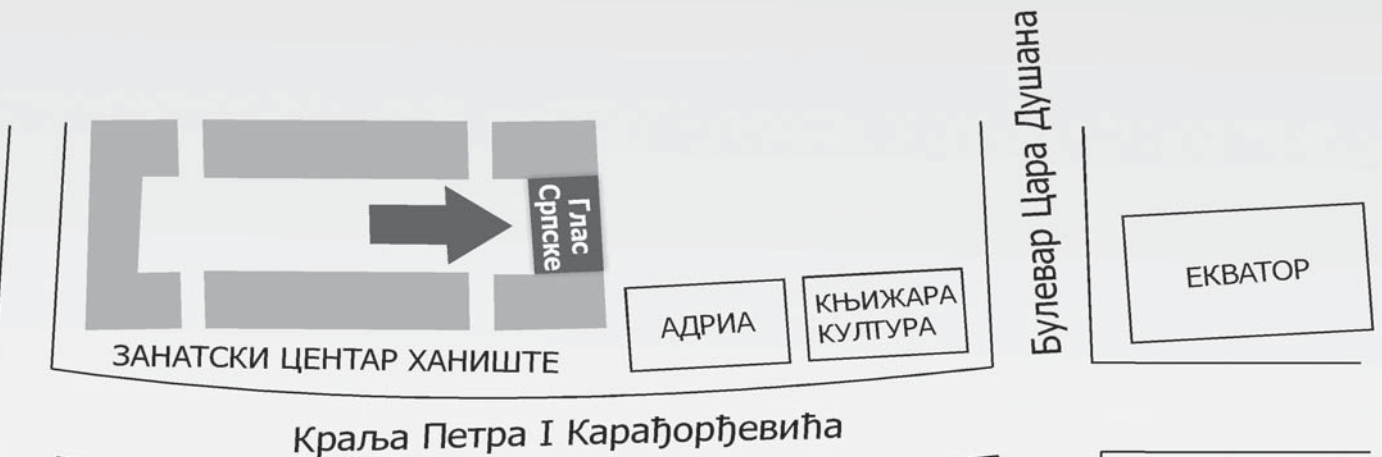 Булевар Цара Душана
Глас
Српске
ЕКВАТОР
АДРИА
КЊИЖАРА
КУЛТУРА
ЗАНАТСКИ ЦЕНТАР ХАНИШТЕ
Краља Петра I Карађорђевића